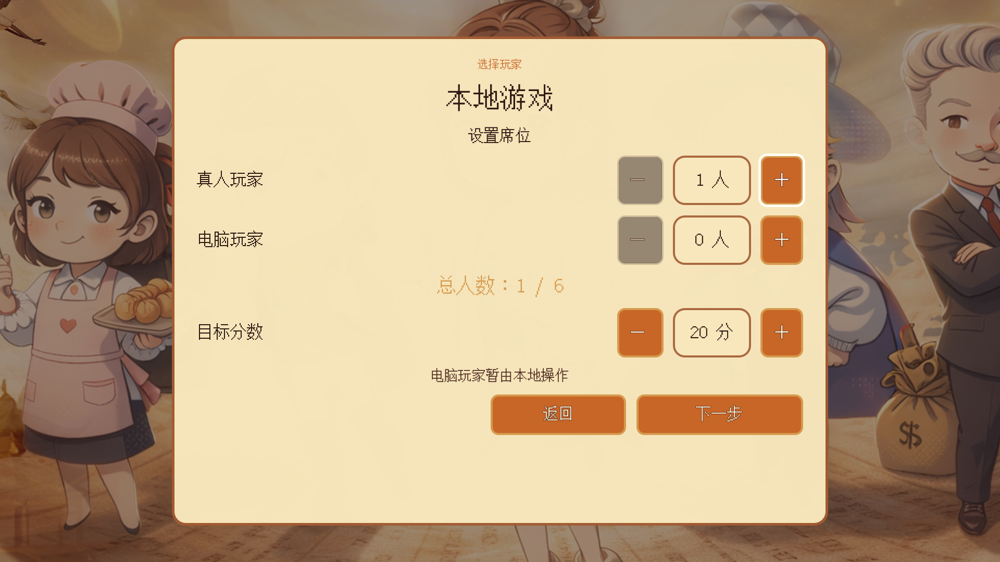 选择玩家
本地游戏
设置席位
真人玩家 － 1 人 ＋
电脑玩家 － 0 人 ＋
总人数：1 / 6
目标分数 － 20 分 ＋
电脑玩家暂由本地操作
返回 下一步
$